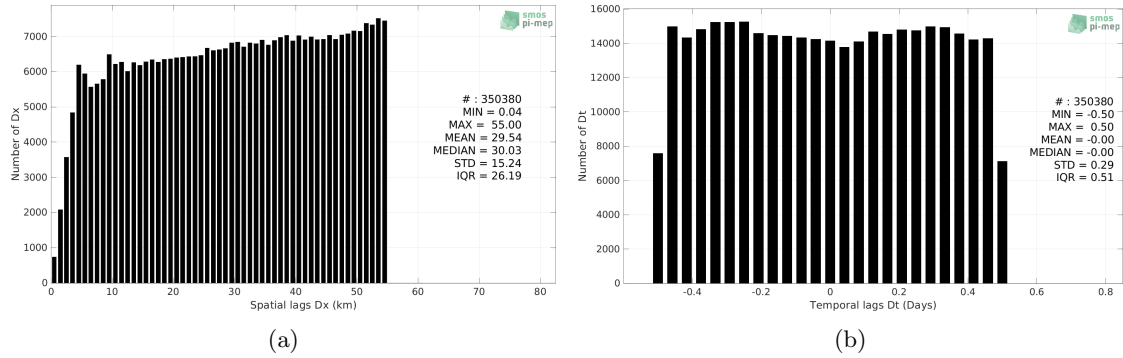 smos
pi-mep
Number of Dx
7000
6000
5000
4000
3000
2000
1000
0
# : 350380
MIN = 0.04
MAX = 55.00
MEAN = 29.54
MEDIAN = 30.03
STD = 15.24
IQR = 26.19
0 10 20 30 40 50 60 70 80
Spatial lags Dx (km)
(a)
smos
pi-mep
Number of Dt
16000
14000
12000
10000
8000
6000
4000
2000
0
# : 350380
MIN = -0.50
MAX = 0.50
MEAN = -0.00
MEDIAN = -0.00
STD = 0.29
IQR = 0.51
-0.4 -0.2 0 0.2 0.4 0.6 0.8
Temporal lags Dt (Days)
(b)